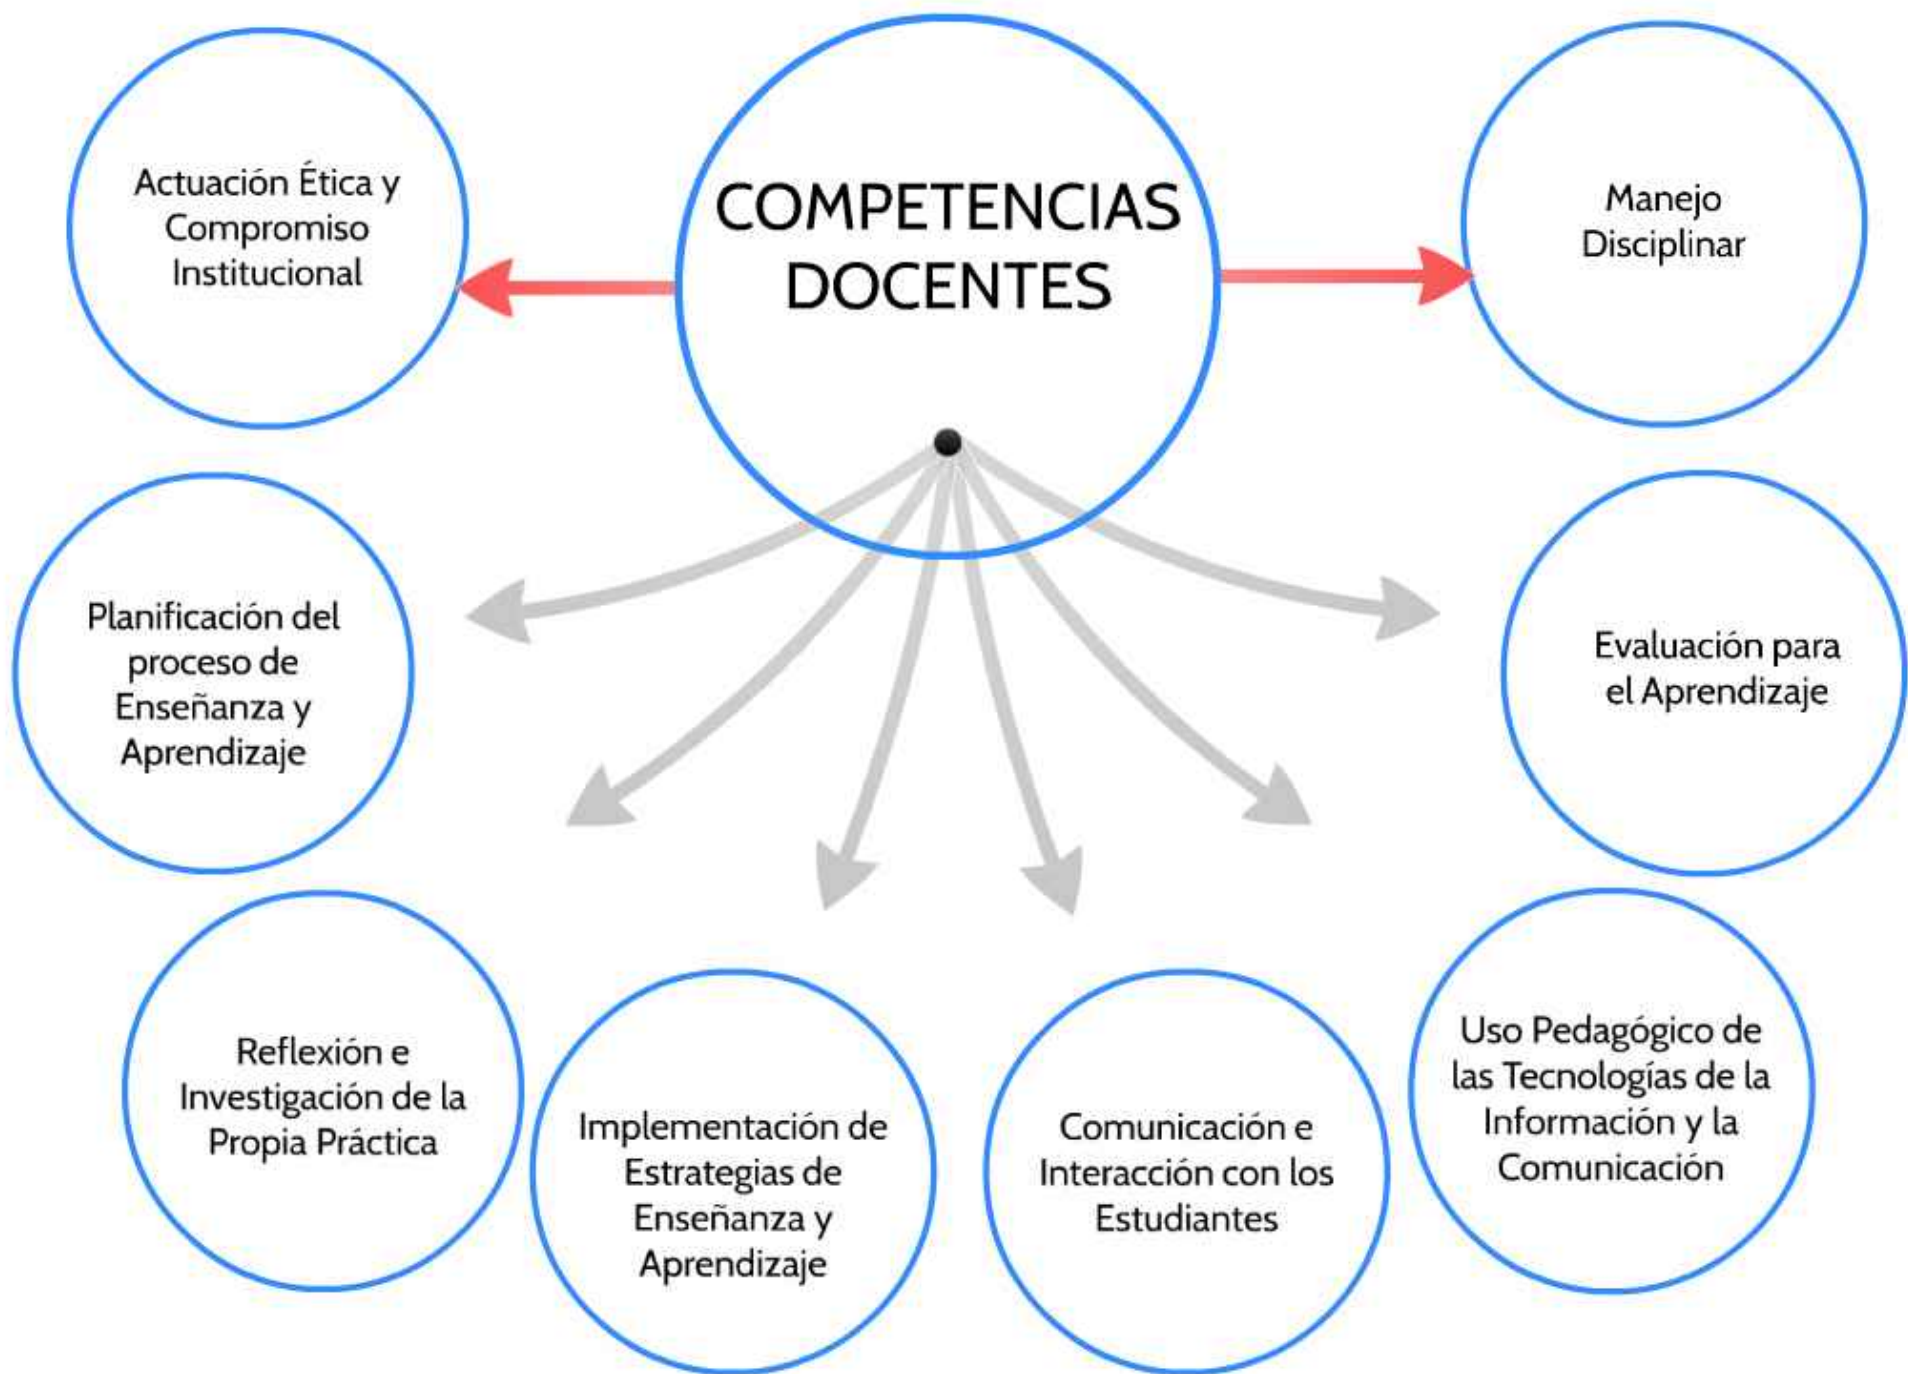 COMPETENCIAS
DOCENTES
Actuación Ética y
Compromiso
Institucional
Manejo
Disciplinar
Planificación del
proceso de
Enseñanza y
Aprendizaje
Evaluación para
el Aprendizaje
Reflexión e
Investigación de la
Propia Práctica
Implementación de
Estrategias de
Enseñanza y
Aprendizaje
Comunicación e
Interacción con los
Estudiantes
Uso Pedagógico de
las Tecnologías de la
Información y la
Comunicación